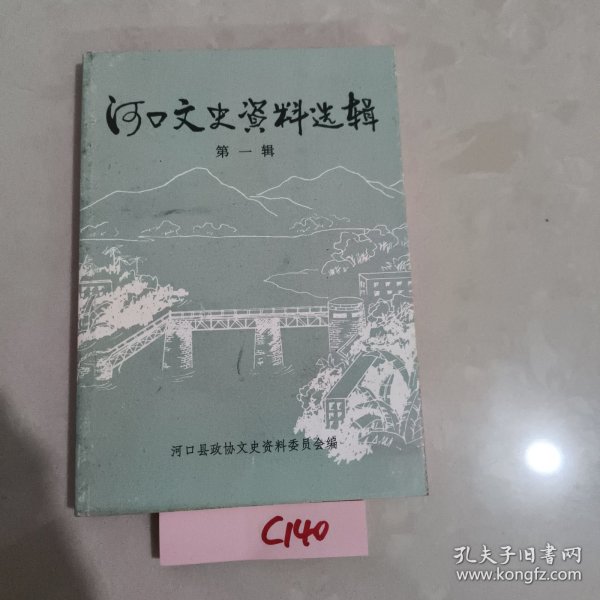 河口文史资料选辑
第一辑
河口县政协文史资料委员会编
C140
孔夫子旧书网
www.kongfz.com